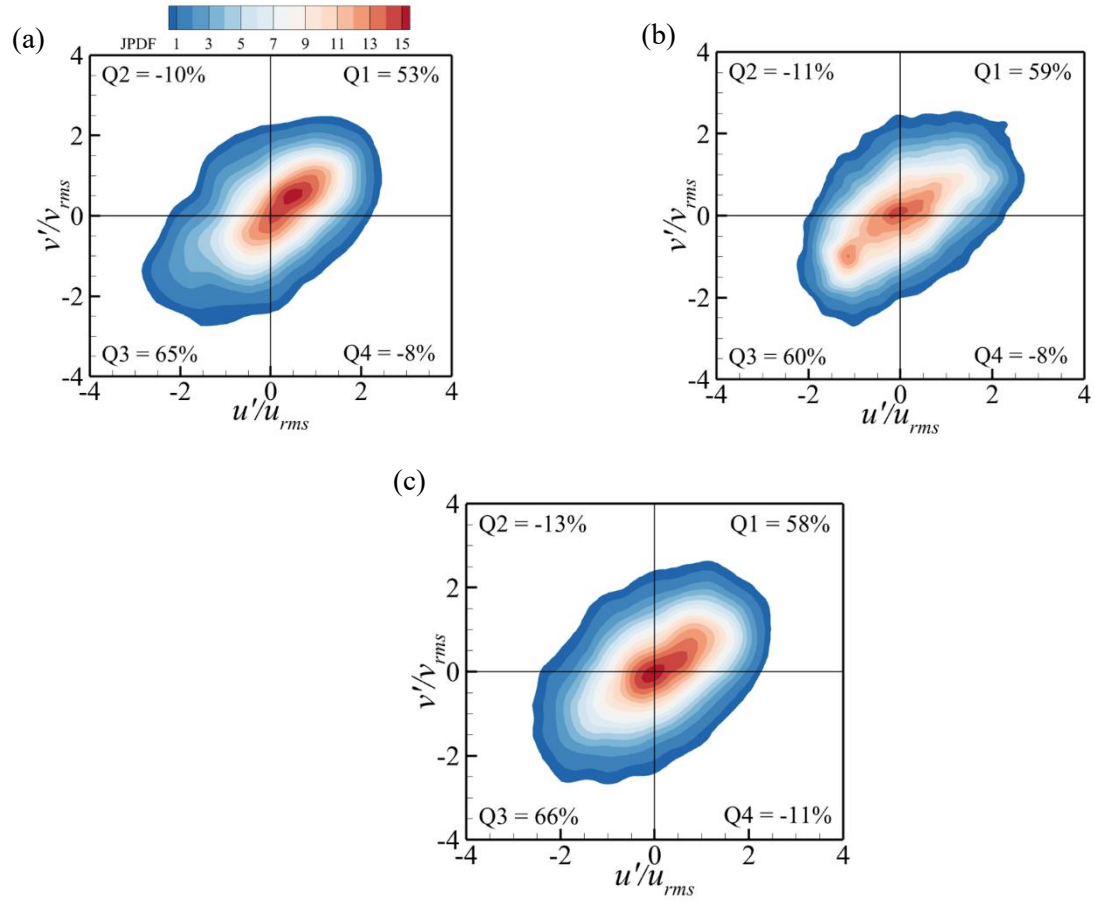 (a)
JPDF 1 3 5 7 9 11 13 15
4
Q2 = -10% Q1 = 53%
2
v'/v_rms
0
-2
Q3 = 65% Q4 = -8%
-4
-4 -2 0 2 4
u'/u_rms
(b)
4
Q2 = -11% Q1 = 59%
2
v'/v_rms
0
-2
Q3 = 60% Q4 = -8%
-4
-4 -2 0 2 4
u'/u_rms
(c)
4
Q2 = -13% Q1 = 58%
2
v'/v_rms
0
-2
Q3 = 66% Q4 = -11%
-4
-4 -2 0 2 4
u'/u_rms